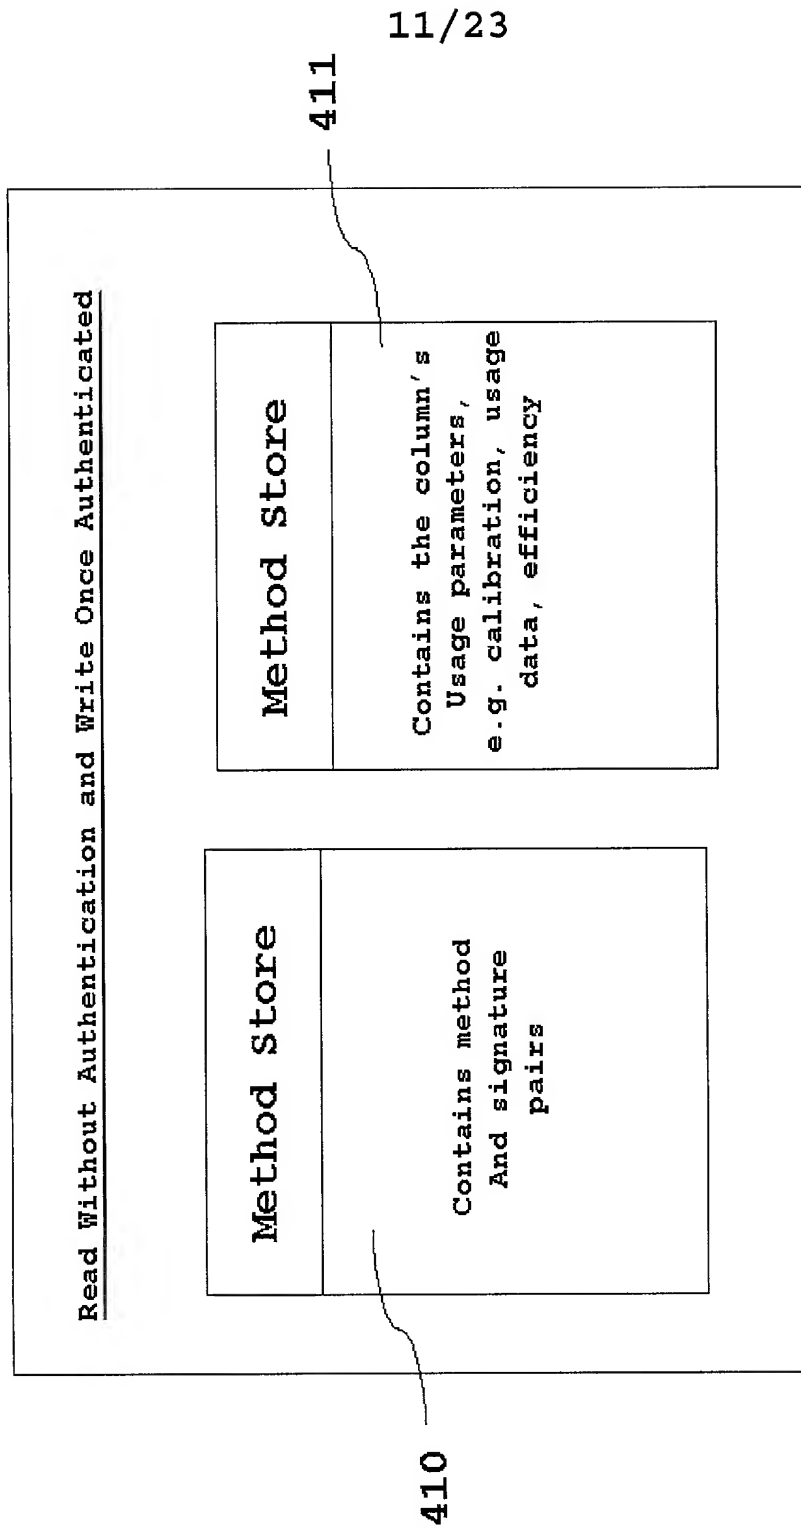 11/23
Read Without Authentication and Write Once Authenticated
Method Store
Contains method
And signature
pairs
410
Method Store
Contains the column's
Usage parameters,
e.g. calibration, usage
data, efficiency
411